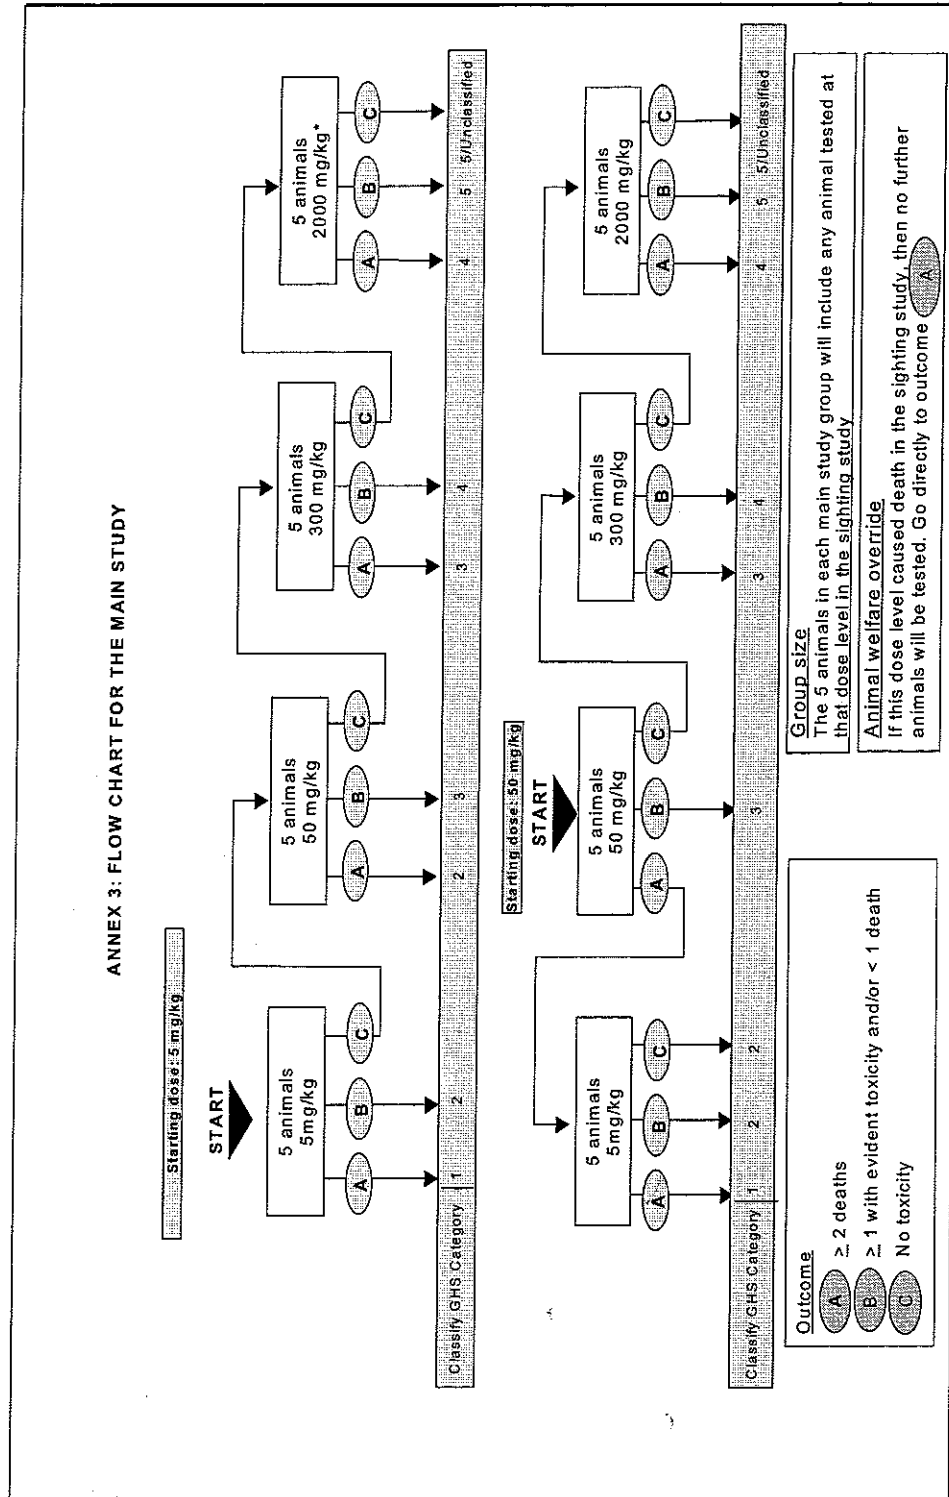 ANNEX 3: FLOW CHART FOR THE MAIN STUDY
Starting dose: 5 mg/kg
START
5 animals
5mg/kg
5 animals
50 mg/kg
5 animals
300 mg/kg
5 animals
2000 mg/kg*
A B C
A B C
A B C
A B C
Classify GHS Category 1 2 2 3 3 4 4 5 5/Unclassified
Starting dose: 50 mg/kg
START
5 animals
5mg/kg
5 animals
50 mg/kg
5 animals
300 mg/kg
5 animals
2000 mg/kg
A B C
A B C
A B C
A B C
Classify GHS Category 1 2 2 3 3 4 4 5 5/Unclassified
Outcome
A ≥ 2 deaths
B ≥ 1 with evident toxicity and/or < 1 death
C No toxicity
Group size
The 5 animals in each main study group will include any animal tested at
that dose level in the sighting study
Animal welfare override
If this dose level caused death in the sighting study, then no further
animals will be tested. Go directly to outcome A